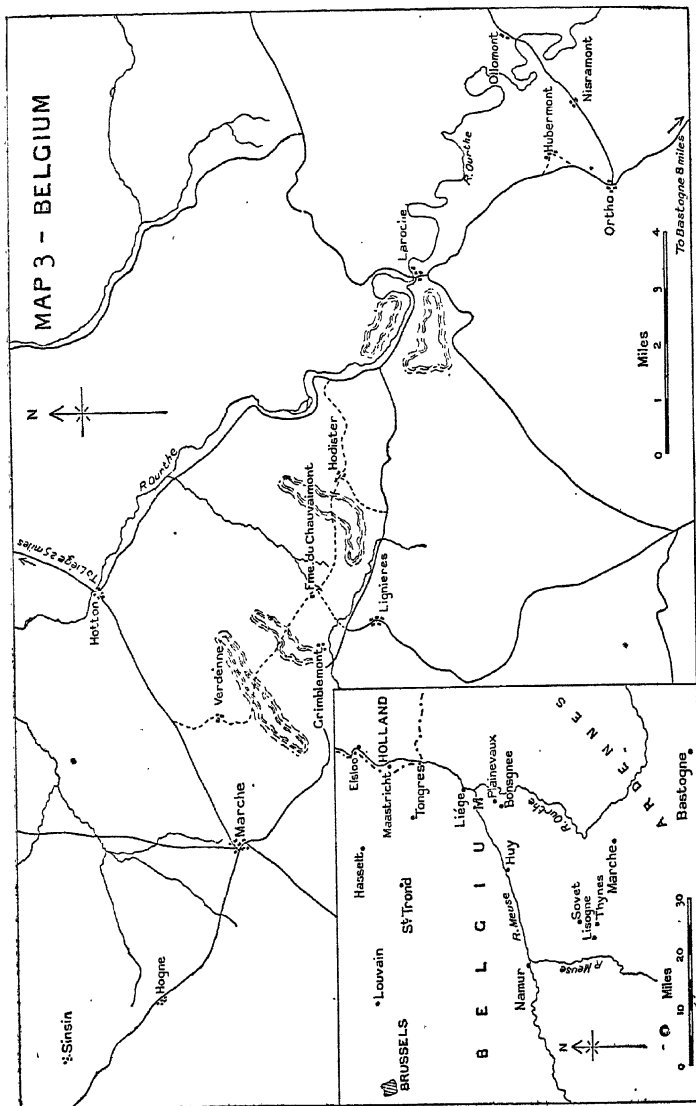 MAP 3 - BELGIUM
N
To Liége 25 miles
Hotton
R. Ourthe
Sinsin
Hogne
Marche
Verdenne
Grimblemont
Fme. du Chauvaimont
Hodister
Lignieres
Laroche
R. Ourthe
Ollomont
Nisramont
Hubermont
Ortho
To Bastogne 8 miles
Miles
0 1 2 3 4
BRUSSELS
Louvain
Hasselt
Elsloo
HOLLAND
Maastricht
Tongres
St Trond
BELGIUM
Liége
Plainevaux
Bonsgnee
Huy
R. Meuse
Namur
R. Meuse
R. Ourthe
Sovet
Lisogne
Thynes
Marche
ARDENNES
Bastogne
N
Miles
0 10 20 30